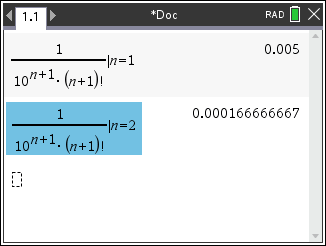 1.1 *Doc RAD
1
10^{n+1}·(n+1)! |n=1 0.005
1
10^{n+1}·(n+1)! |n=2 0.000166666667